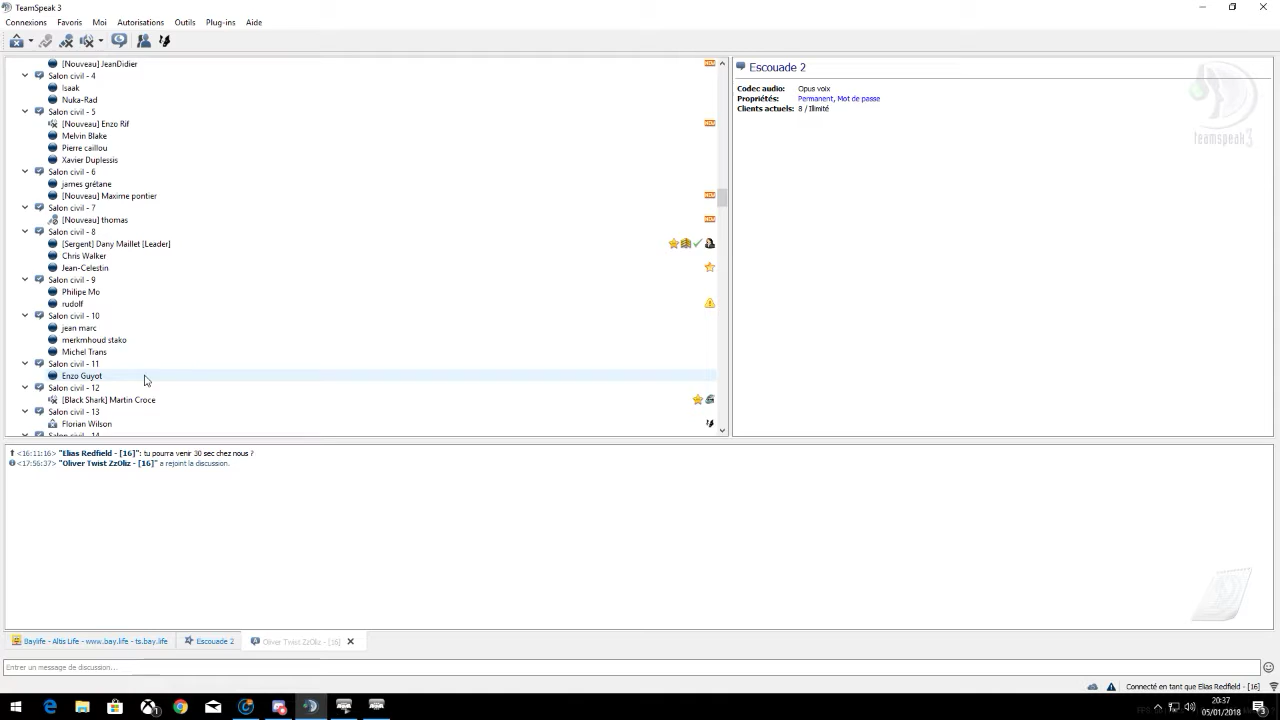 TeamSpeak 3
Connexions Favoris Moi Autorisations Outils Plug-ins Aide
[Nouveau] JeanDidier
Salon civil - 4
Isaak
Nuka-Rad
Salon civil - 5
[Nouveau] Enzo Rif
Melvin Blake
Pierre caillou
Xavier Duplessis
Salon civil - 6
james grétane
[Nouveau] Maxime pontier
Salon civil - 7
[Nouveau] thomas
Salon civil - 8
[Sergent] Dany Maillet [Leader]
Chris Walker
Jean-Celestin
Salon civil - 9
Philipe Mo
rudolf
Salon civil - 10
jean marc
merkmhoud stako
Michel Trans
Salon civil - 11
Enzo Guyot
Salon civil - 12
[Black Shark] Martin Croce
Salon civil - 13
Florian Wilson
Salon civil - 14
Escouade 2
Codec audio: Opus voix
Propriétés: Permanent, Mot de passe
Clients actuels: 8 / Illimité
teamspeak 3
<16:11:16> "Elias Redfield - [16]": tu pourra venir 30 sec chez nous ?
<17:56:37> "Oliver Twist ZzOliz - [16]" a rejoint la discussion.
Baylife - Altis Life - www.bay.life - ts.bay.life Escouade 2 Oliver Twist ZzOliz - [16]
Entrer un message de discussion...
Connecté en tant que Elias Redfield - [16]
20:37
05/01/2018